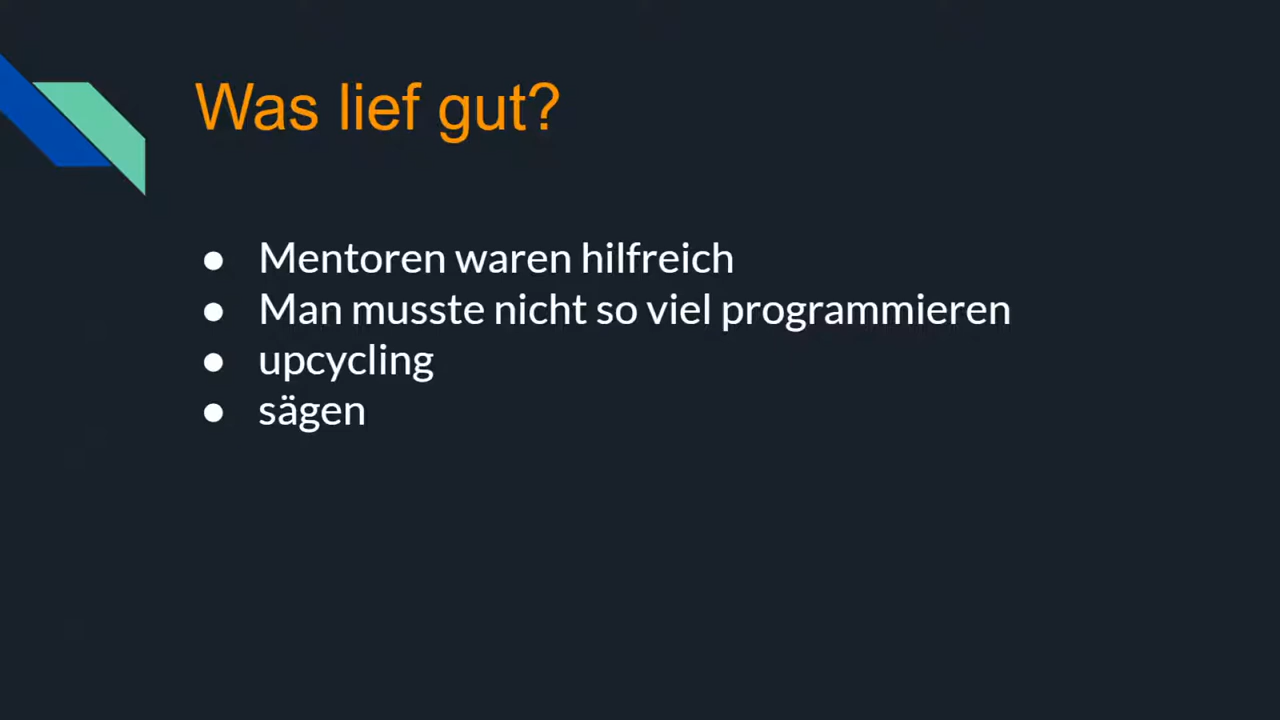 Was lief gut?
● Mentoren waren hilfreich
● Man musste nicht so viel programmieren
● upcycling
● sägen